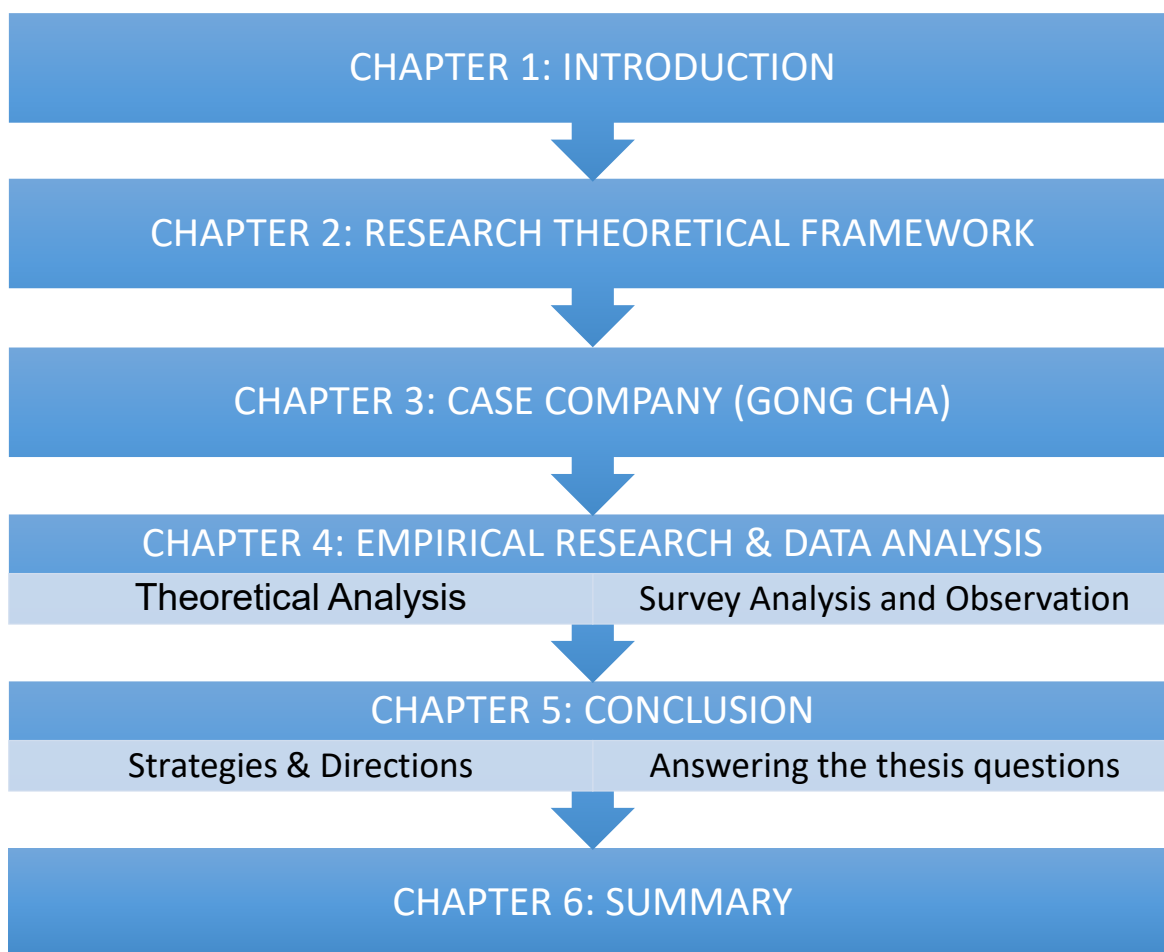 CHAPTER 1: INTRODUCTION
CHAPTER 2: RESEARCH THEORETICAL FRAMEWORK
CHAPTER 3: CASE COMPANY (GONG CHA)
CHAPTER 4: EMPIRICAL RESEARCH & DATA ANALYSIS
Theoretical Analysis
Survey Analysis and Observation
CHAPTER 5: CONCLUSION
Strategies & Directions
Answering the thesis questions
CHAPTER 6: SUMMARY